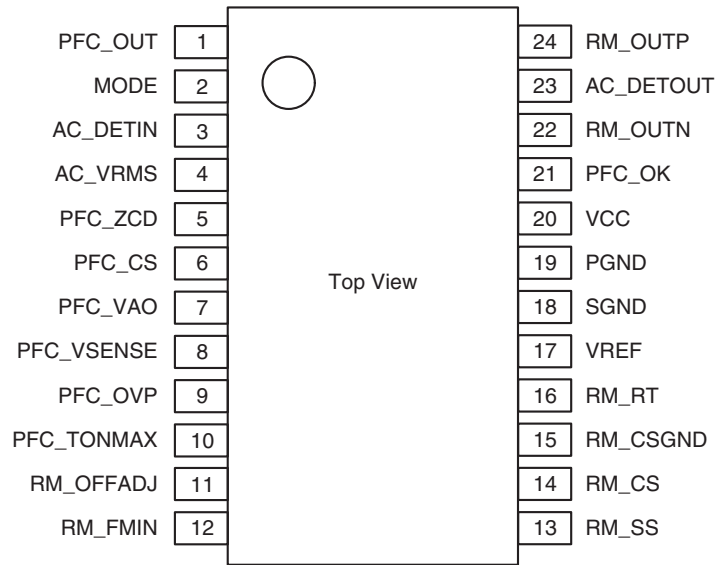 PFC_OUT 1 24 RM_OUTP
MODE 2 23 AC_DETOUT
AC_DETIN 3 22 RM_OUTN
AC_VRMS 4 21 PFC_OK
PFC_ZCD 5 20 VCC
PFC_CS 6 19 PGND
Top View
PFC_VAO 7 18 SGND
PFC_VSENSE 8 17 VREF
PFC_OVP 9 16 RM_RT
PFC_TONMAX 10 15 RM_CSGND
RM_OFFADJ 11 14 RM_CS
RM_FMIN 12 13 RM_SS